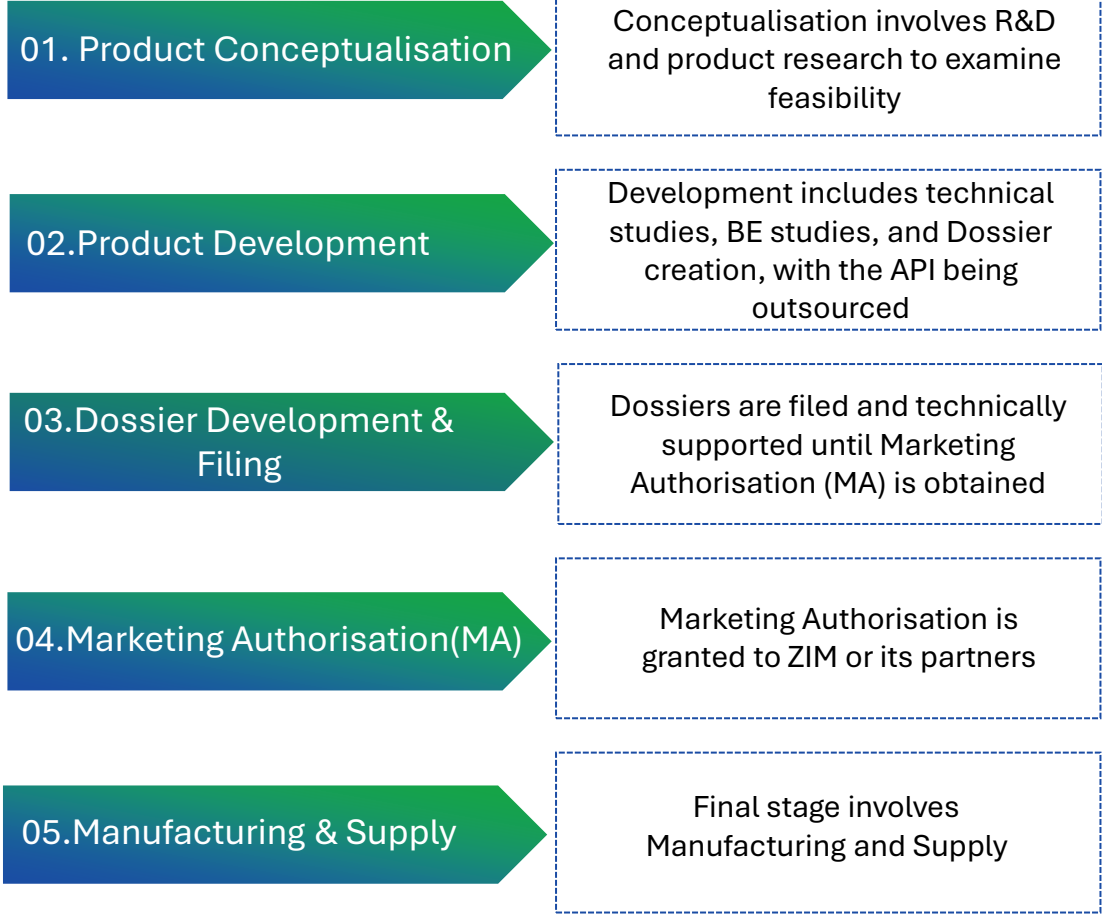 01. Product Conceptualisation
Conceptualisation involves R&D
and product research to examine
feasibility
02.Product Development
Development includes technical
studies, BE studies, and Dossier
creation, with the API being
outsourced
03.Dossier Development &
Filing
Dossiers are filed and technically
supported until Marketing
Authorisation (MA) is obtained
04.Marketing Authorisation(MA)
Marketing Authorisation is
granted to ZIM or its partners
05.Manufacturing & Supply
Final stage involves
Manufacturing and Supply